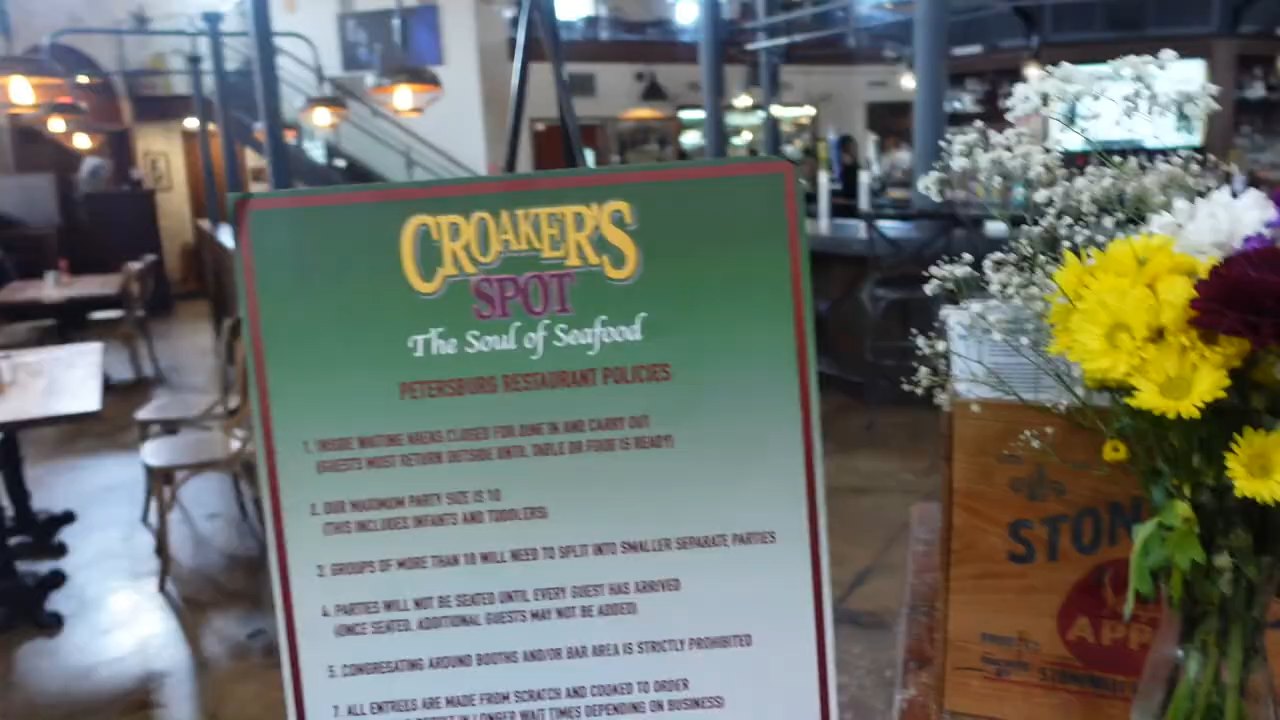 CROAKER'S
SPOT
The Soul of Seafood
PETERSBURG RESTAURANT POLICIES
1. INSIDE WAITING AREAS CLOSED FOR DINE IN AND CARRY OUT
(GUESTS MUST RETURN OUTSIDE UNTIL TABLE OR FOOD IS READY)
2. OUR MAXIMUM PARTY SIZE IS 10
(THIS INCLUDES INFANTS AND TODDLERS)
3. GROUPS OF MORE THAN 10 WILL NEED TO SPLIT INTO SMALLER SEPARATE PARTIES
4. PARTIES WILL NOT BE SEATED UNTIL EVERY GUEST HAS ARRIVED
(ONCE SEATED, ADDITIONAL GUESTS MAY NOT BE ADDED)
5. CONGREGATING AROUND BOOTHS AND/OR BAR AREA IS STRICTLY PROHIBITED
7. ALL ENTREES ARE MADE FROM SCRATCH AND COOKED TO ORDER
IN LONGER WAIT TIMES DEPENDING ON BUSINESS)
STON
APP